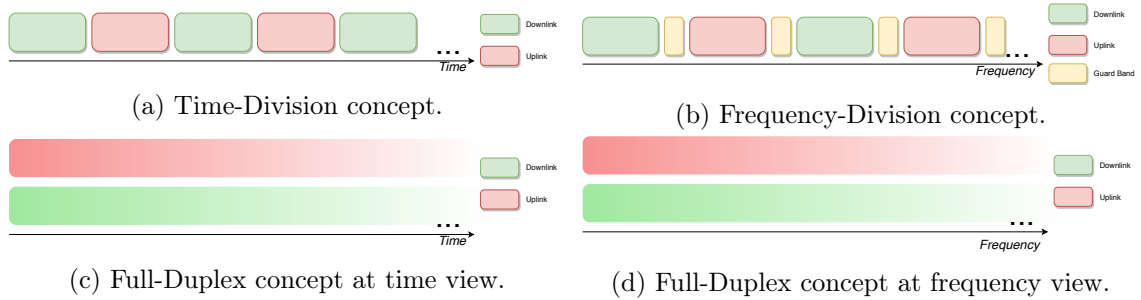 Downlink
Uplink
...
Time
(a) Time-Division concept.
Downlink
Uplink
Guard Band
...
Frequency
(b) Frequency-Division concept.
Downlink
Uplink
...
Time
(c) Full-Duplex concept at time view.
Downlink
Uplink
...
Frequency
(d) Full-Duplex concept at frequency view.